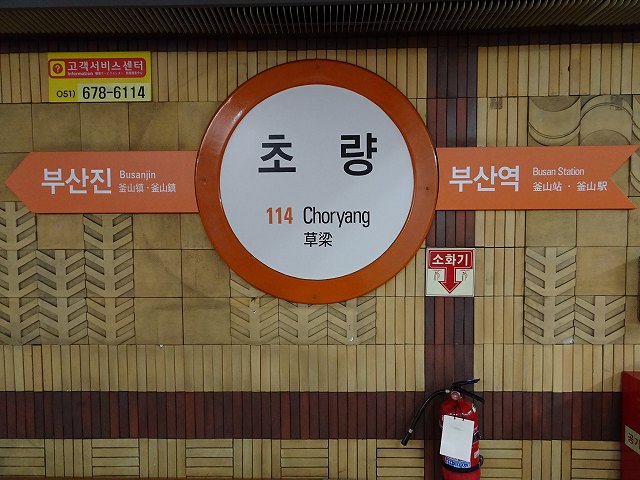 고객서비스센터
051) 678-6114
부산진
Busanjin
釜山镇 · 釜山鎮
초 량
114 Choryang
草梁
부산역
Busan Station
釜山站 · 釜山駅
소화기